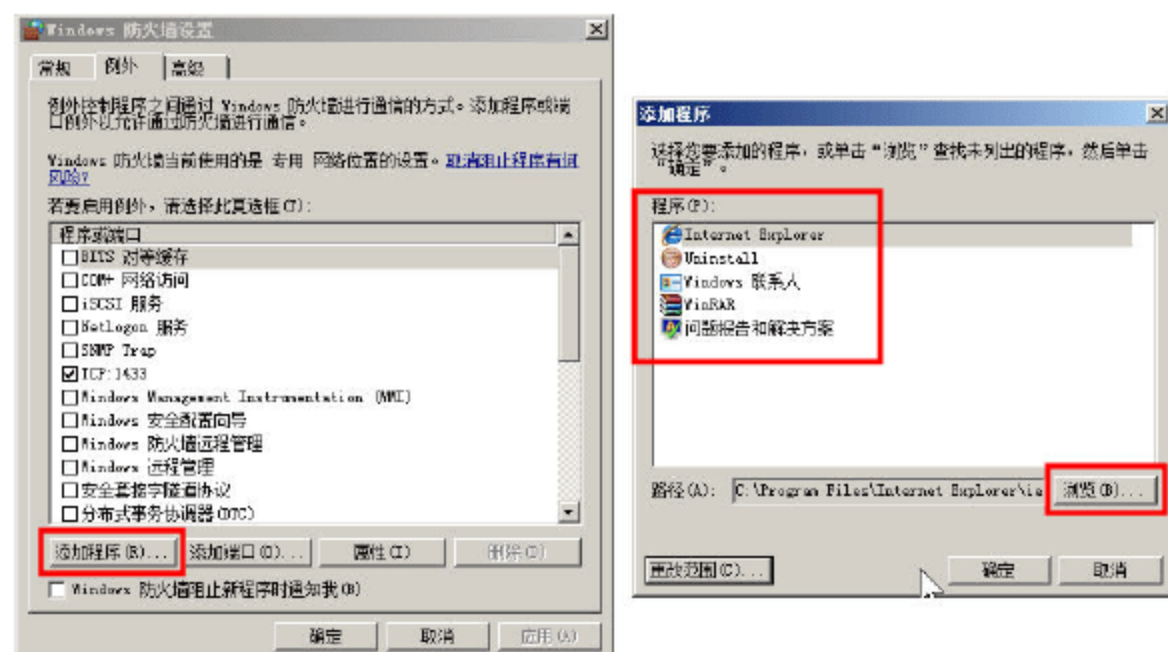 Windows 防火墙设置
常规 例外 高级
例外控制程序之间通过 Windows 防火墙进行通信的方式。添加程序或端
口例外以允许通过防火墙进行通信。
Windows 防火墙当前使用的是 专用 网络位置的设置。取消阻止程序有何
风险?
若要启用例外，请选择此复选框(T):
程序或端口
BITS 对等缓存
COM+ 网络访问
iSCSI 服务
Netlogon 服务
SNMP Trap
TCP:1433
Windows Management Instrumentation (WMI)
Windows 安全配置向导
Windows 防火墙远程管理
Windows 远程管理
安全套接字隧道协议
分布式事务协调器(DTC)
添加程序(R)... 添加端口(O)... 属性(I) 删除(D)
Windows 防火墙阻止新程序时通知我(B)
确定 取消 应用(A)
添加程序
选择您要添加的程序，或单击“浏览”查找未列出的程序，然后单击
“确定”。
程序(P):
Internet Explorer
Uninstall
Windows 联系人
WinRAR
问题报告和解决方案
路径(A): C:\Program Files\Internet Explorer\ie 浏览(B)...
更改范围(C)... 确定 取消